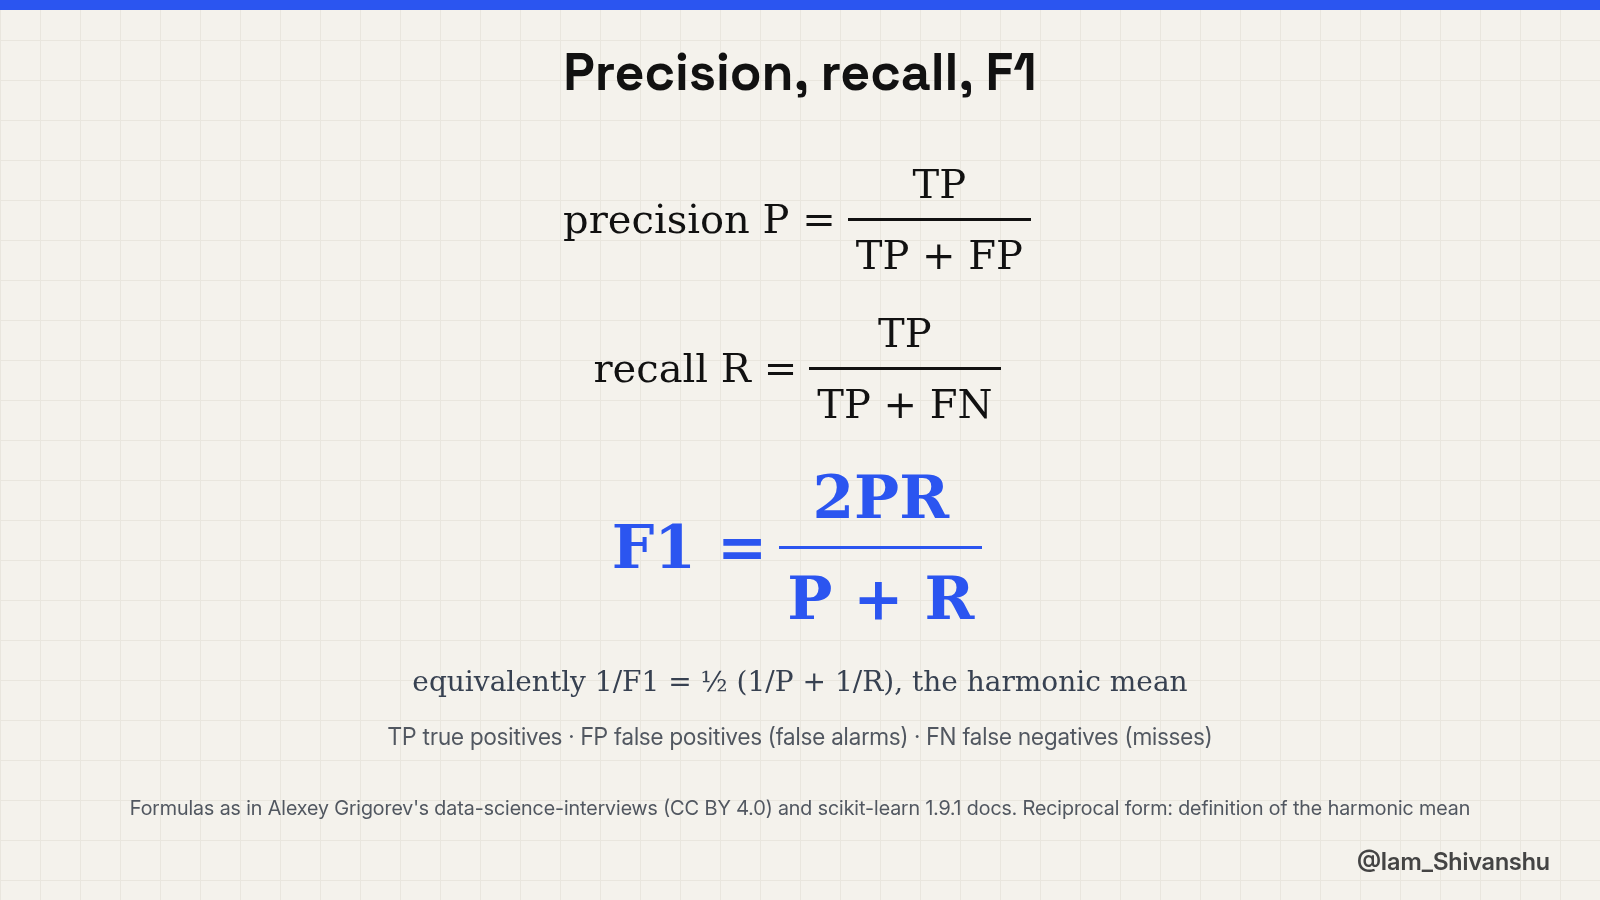 Precision, recall, F1
TP
precision P =
TP + FP
TP
recall R =
TP + FN
2PR
F1 =
P + R
equivalently 1/F1 = ½ (1/P + 1/R), the harmonic mean
TP true positives · FP false positives (false alarms) · FN false negatives (misses)
Formulas as in Alexey Grigorev's data-science-interviews (CC BY 4.0) and scikit-learn 1.9.1 docs. Reciprocal form: definition of the harmonic mean
@Iam_Shivanshu